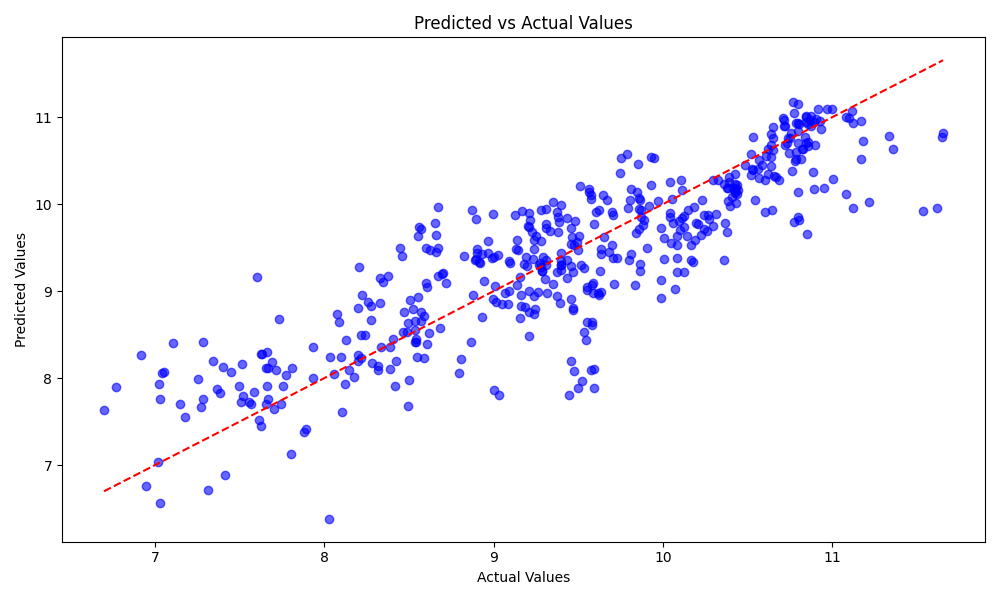 Predicted vs Actual Values
Predicted Values
11
10
9
8
7
7 8 9 10 11
Actual Values